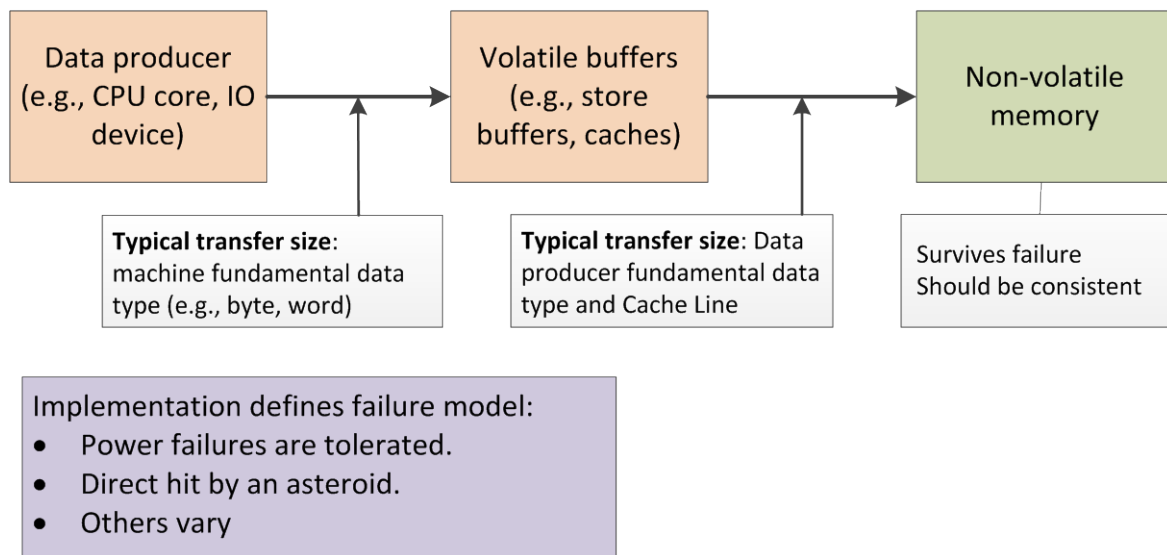 Data producer
(e.g., CPU core, IO
device)
Volatile buffers
(e.g., store
buffers, caches)
Non-volatile
memory
Typical transfer size:
machine fundamental data
type (e.g., byte, word)
Typical transfer size: Data
producer fundamental data
type and Cache Line
Survives failure
Should be consistent
Implementation defines failure model:
• Power failures are tolerated.
• Direct hit by an asteroid.
• Others vary